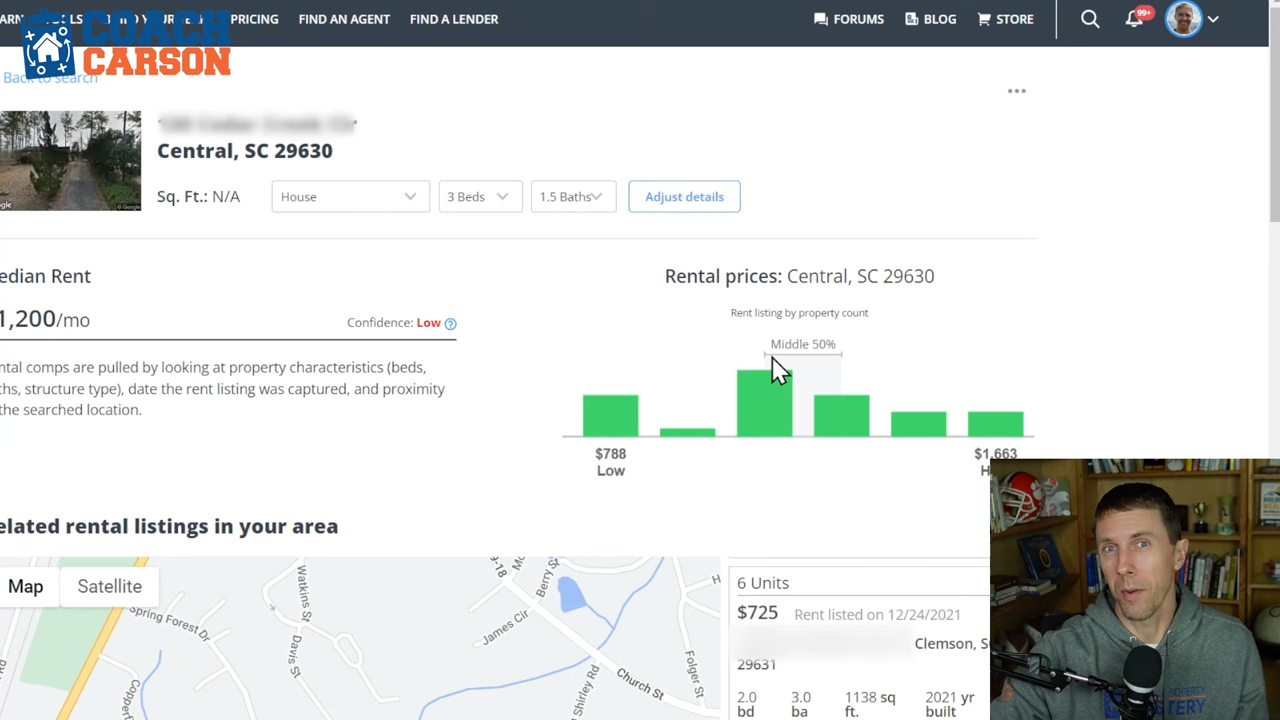 PRICING
FIND AN AGENT
FIND A LENDER
FORUMS
BLOG
STORE
99+
COACH
CARSON
Back to search
Central, SC 29630
Sq. Ft.: N/A
House
3 Beds
1.5 Baths
Adjust details
edian Rent
1,200/mo
Confidence: Low
ntal comps are pulled by looking at property characteristics (beds,
ths, structure type), date the rent listing was captured, and proximity
the searched location.
Rental prices: Central, SC 29630
Rent listing by property count
Middle 50%
$788
Low
$1,663
H
elated rental listings in your area
Map
Satellite
Spring Forest Dr
Watkins St
Davis St
James Cir
Berry St
Church St
Shirley Rd
Folger St
6 Units
$725 Rent listed on 12/24/2021
Clemson, S
29631
2.0
bd
3.0
ba
1138 sq
ft.
2021 yr
built